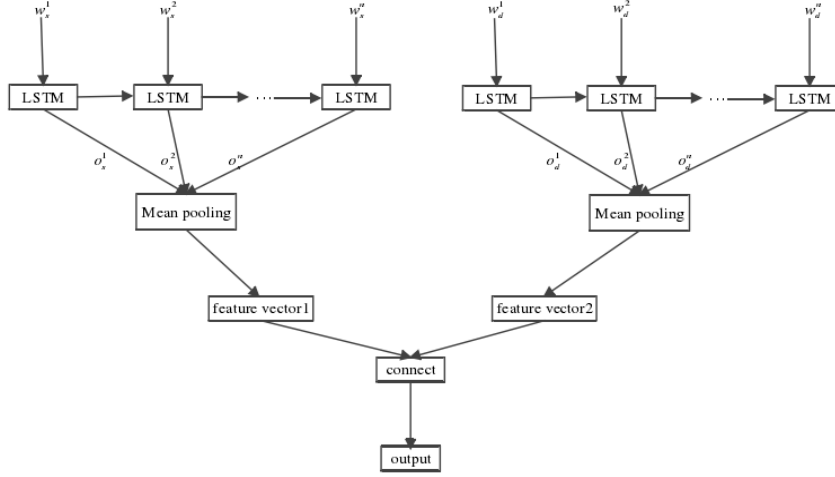 w_s^1 w_s^2 w_s^n w_d^1 w_d^2 w_d^n
LSTM LSTM ... LSTM LSTM LSTM ... LSTM
o_s^1 o_s^2 o_s^n o_d^1 o_d^2 o_d^n
Mean pooling Mean pooling
feature vector1 feature vector2
connect
output